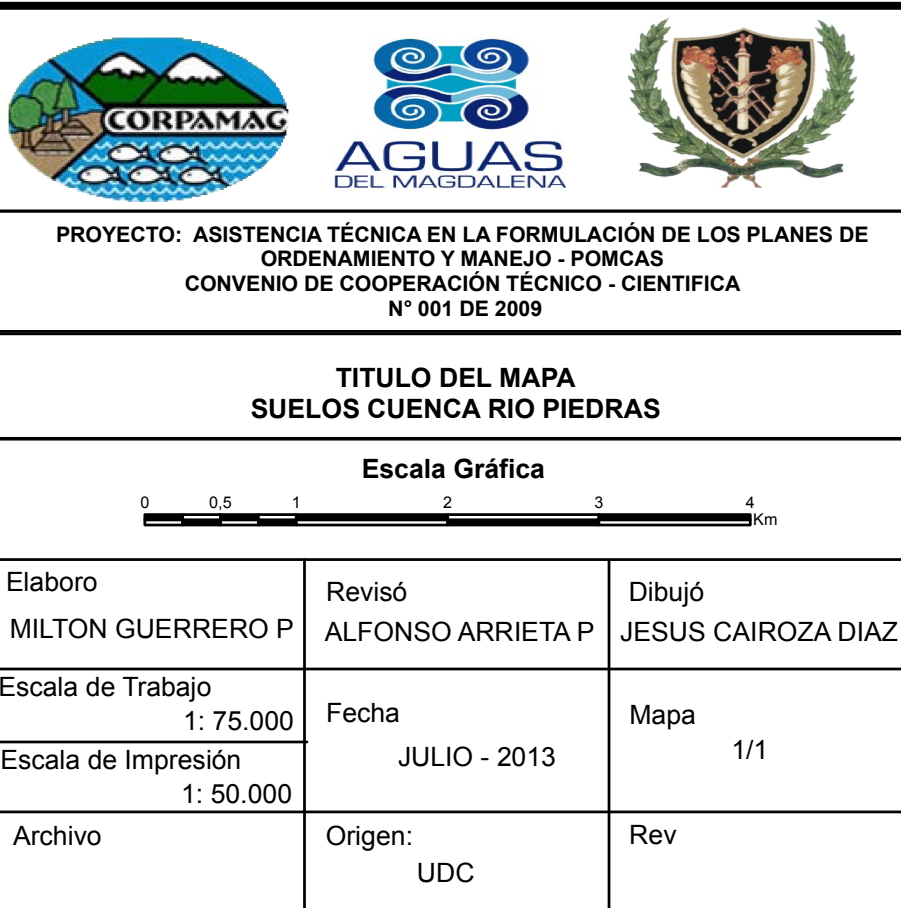 CORPAMAG
AGUAS
DEL MAGDALENA
PROYECTO: ASISTENCIA TÉCNICA EN LA FORMULACIÓN DE LOS PLANES DE
ORDENAMIENTO Y MANEJO - POMCAS
CONVENIO DE COOPERACIÓN TÉCNICO - CIENTIFICA
N° 001 DE 2009
TITULO DEL MAPA
SUELOS CUENCA RIO PIEDRAS
Escala Gráfica
0 0,5 1 2 3 4
Km
Elaboro
MILTON GUERRERO P
Revisó
ALFONSO ARRIETA P
Dibujó
JESUS CAIROZA DIAZ
Escala de Trabajo
1: 75.000
Escala de Impresión
1: 50.000
Fecha
JULIO - 2013
Mapa
1/1
Archivo
Origen:
UDC
Rev